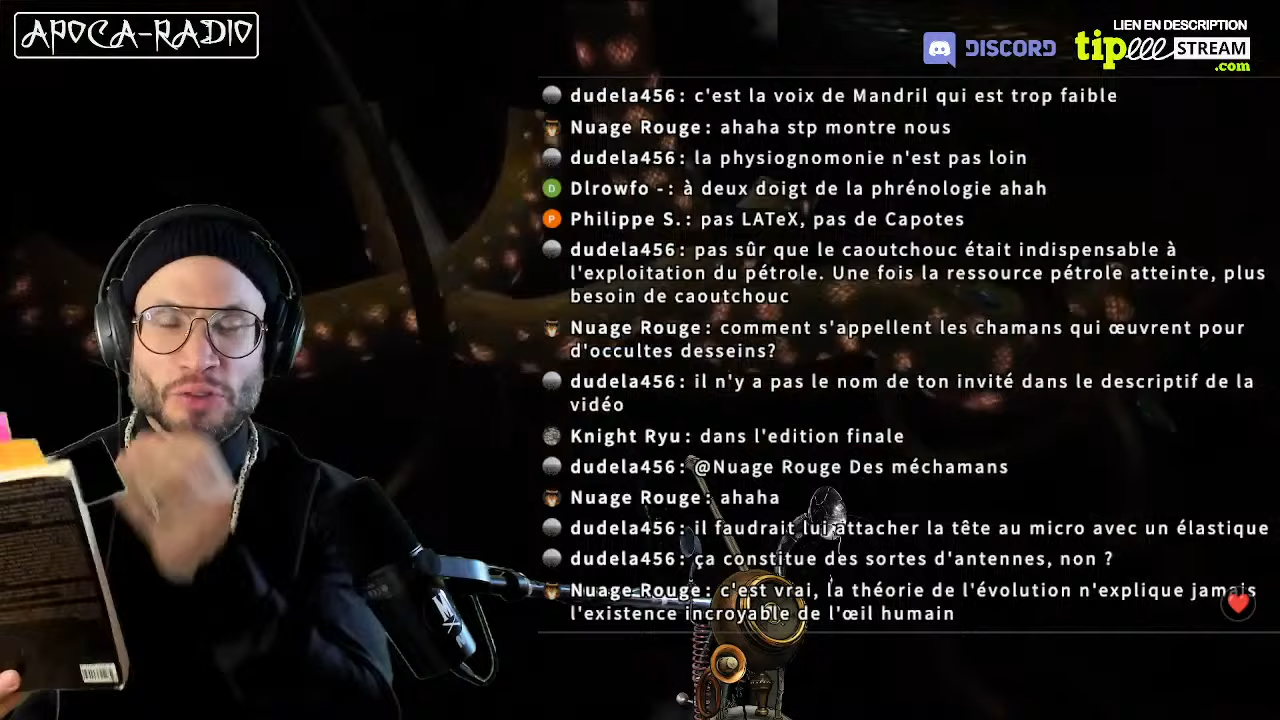 APOCA-RADIO
LIEN EN DESCRIPTION
DISCORD
tipeee STREAM
.com
dudela456: c'est la voix de Mandril qui est trop faible
Nuage Rouge: ahaha stp montre nous
dudela456: la physiognomonie n'est pas loin
D Dlrowfo -: à deux doigt de la phrénologie ahah
P Philippe S.: pas LATeX, pas de Capotes
dudela456: pas sûr que le caoutchouc était indispensable à
l'exploitation du pétrole. Une fois la ressource pétrole atteinte, plus
besoin de caoutchouc
Nuage Rouge: comment s'appellent les chamans qui œuvrent pour
d'occultes desseins?
dudela456: il n'y a pas le nom de ton invité dans le descriptif de la
vidéo
Knight Ryu: dans l'edition finale
dudela456: @Nuage Rouge Des méchamans
Nuage Rouge: ahaha
dudela456: il faudrait lui attacher la tête au micro avec un élastique
dudela456: ça constitue des sortes d'antennes, non ?
Nuage Rouge: c'est vrai, la théorie de l'évolution n'explique jamais
l'existence incroyable de l'œil humain